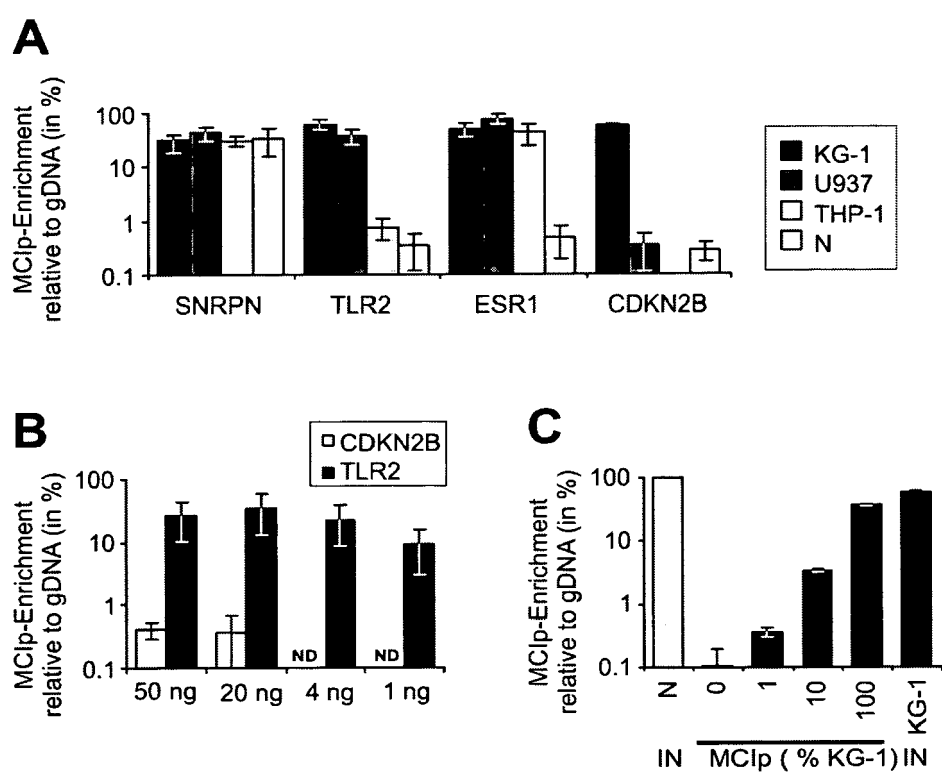 A
MCIp-Enrichment
relative to gDNA (in %)
100
10
1
0.1
SNRPN TLR2 ESR1 CDKN2B
KG-1
U937
THP-1
N
B
CDKN2B
TLR2
MCIp-Enrichment
relative to gDNA (in %)
100
10
1
0.1
ND ND
50 ng 20 ng 4 ng 1 ng
C
MCIp-Enrichment
relative to gDNA (in %)
100
10
1
0.1
N 0 1 10 100 KG-1
IN MCIp ( % KG-1) IN